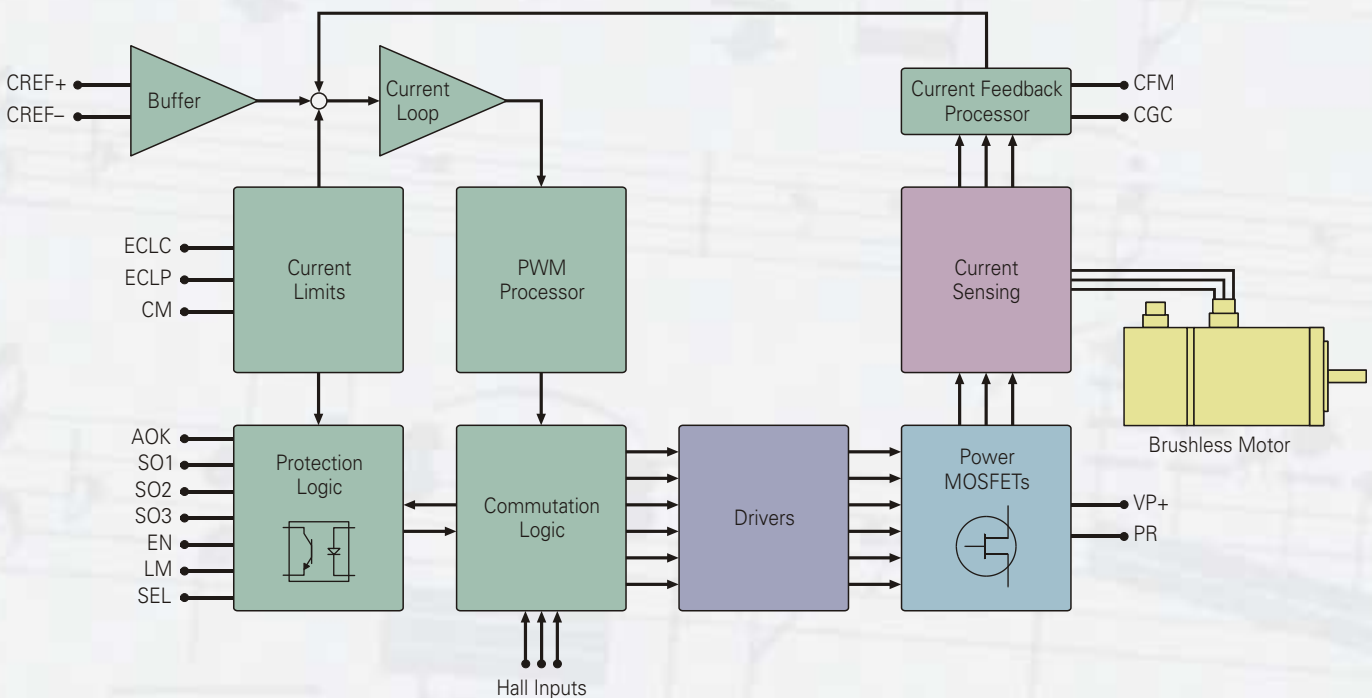 CREF+
CREF–
Buffer
Current
Loop
Current Feedback
Processor
CFM
CGC
ECLC
ECLP
CM
Current
Limits
PWM
Processor
Current
Sensing
Brushless Motor
AOK
SO1
SO2
SO3
EN
LM
SEL
Protection
Logic
Commutation
Logic
Drivers
Power
MOSFETs
VP+
PR
Hall Inputs